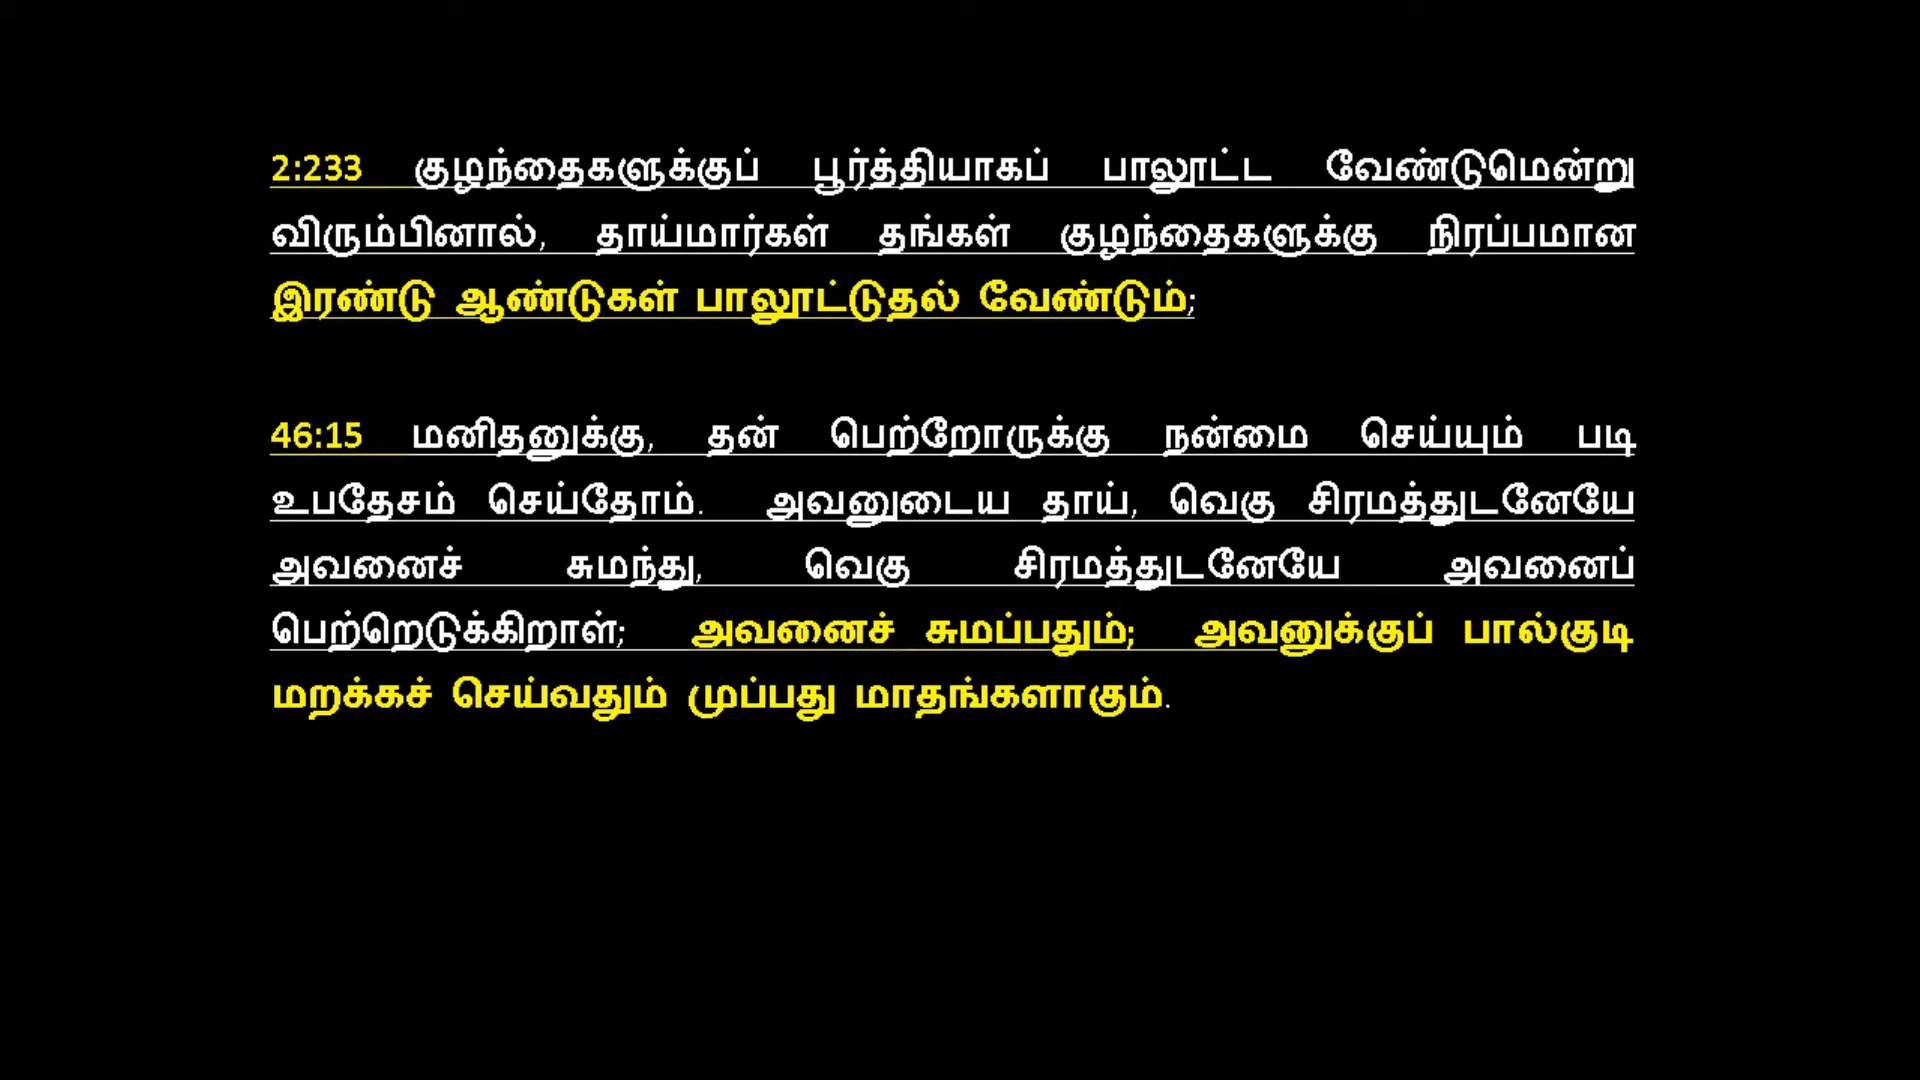 2:233 குழந்தைகளுக்குப் பூர்த்தியாகப் பாலூட்ட வேண்டுமென்று
விரும்பினால், தாய்மார்கள் தங்கள் குழந்தைகளுக்கு நிரப்பமான
இரண்டு ஆண்டுகள் பாலூட்டுதல் வேண்டும்;
46:15 மனிதனுக்கு, தன் பெற்றோருக்கு நன்மை செய்யும் படி
உபதேசம் செய்தோம். அவனுடைய தாய், வெகு சிரமத்துடனேயே
அவனைச் சுமந்து, வெகு சிரமத்துடனேயே அவனைப்
பெற்றெடுக்கிறாள்; அவனைச் சுமப்பதும்; அவனுக்குப் பால்குடி
மறக்கச் செய்வதும் முப்பது மாதங்களாகும்.